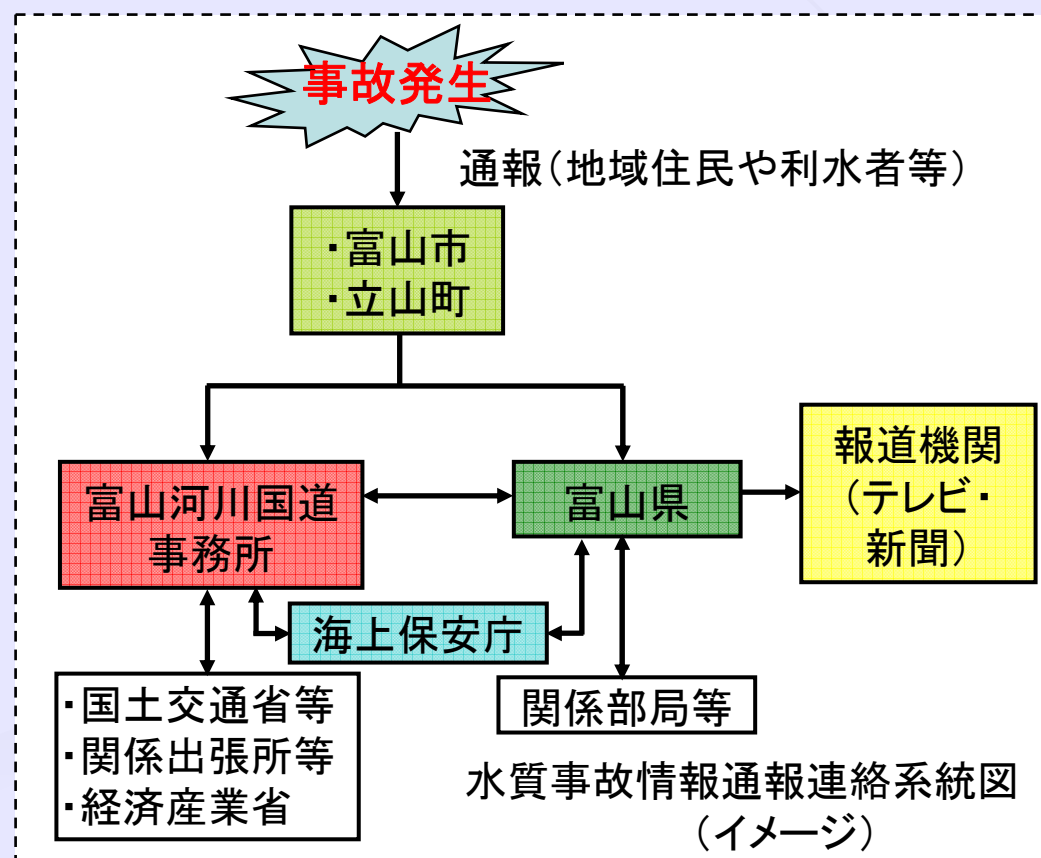 事故発生
通報(地域住民や利水者等)
・富山市
・立山町
富山河川国道
事務所
富山県
報道機関
(テレビ・
新聞)
海上保安庁
・国土交通省等
・関係出張所等
・経済産業省
関係部局等
水質事故情報通報連絡系統図
(イメージ)